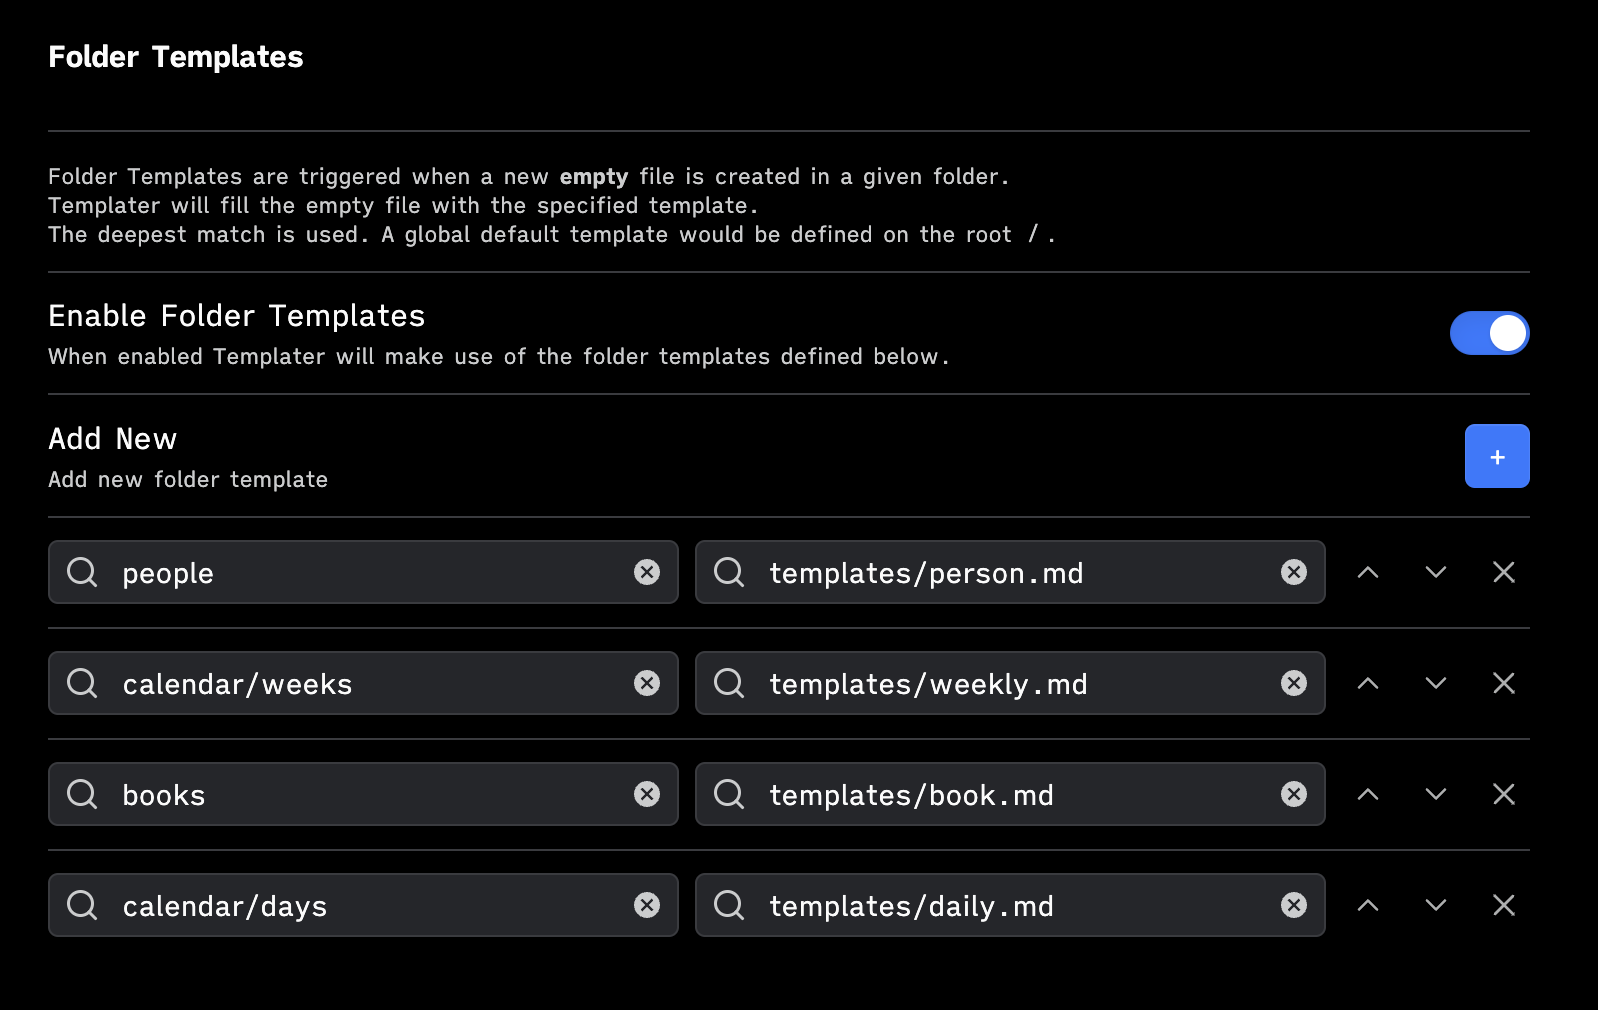 Folder Templates
Folder Templates are triggered when a new empty file is created in a given folder.
Templater will fill the empty file with the specified template.
The deepest match is used. A global default template would be defined on the root / .
Enable Folder Templates
When enabled Templater will make use of the folder templates defined below.
Add New
Add new folder template
+
people templates/person.md
calendar/weeks templates/weekly.md
books templates/book.md
calendar/days templates/daily.md